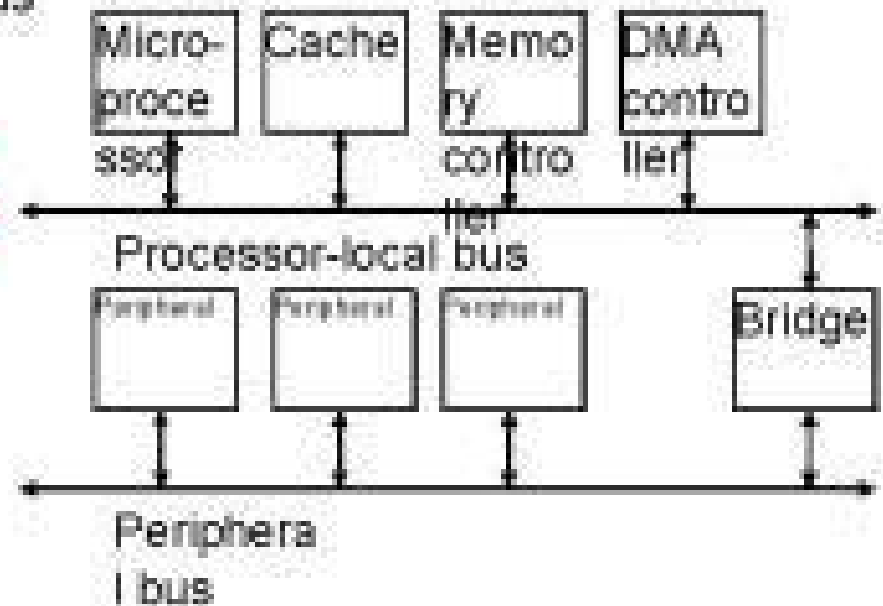 us
Micro-
proce
ssor
Cache
Memo
ry
contro
ller
DMA
contro
ller
Processor-local bus
Peripheral
Peripheral
Peripheral
Bridge
Periphera
l bus